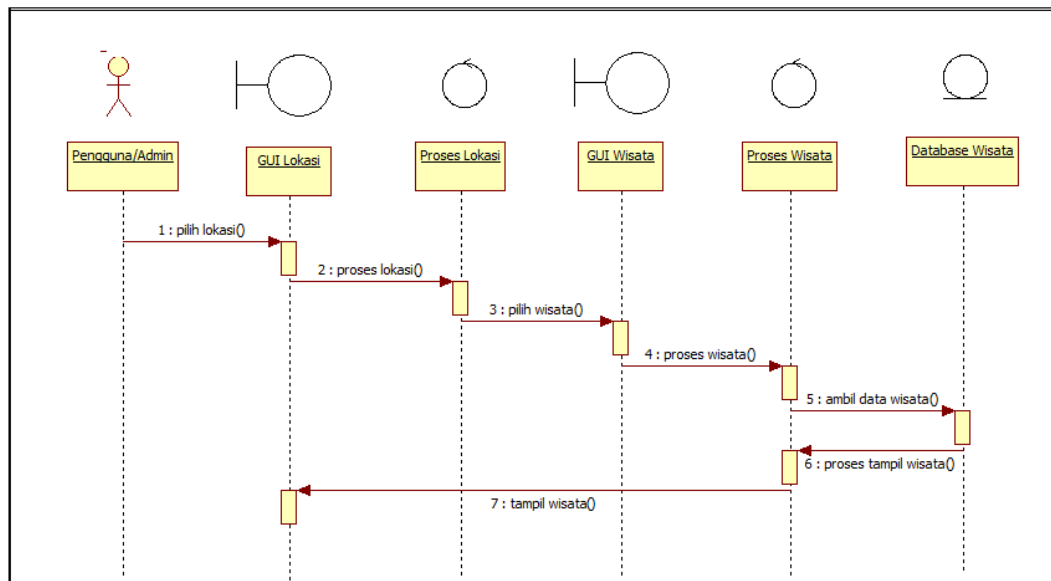 Pengguna/Admin
GUI Lokasi
Proses Lokasi
GUI Wisata
Proses Wisata
Database Wisata
1 : pilih lokasi()
2 : proses lokasi()
3 : pilih wisata()
4 : proses wisata()
5 : ambil data wisata()
6 : proses tampil wisata()
7 : tampil wisata()